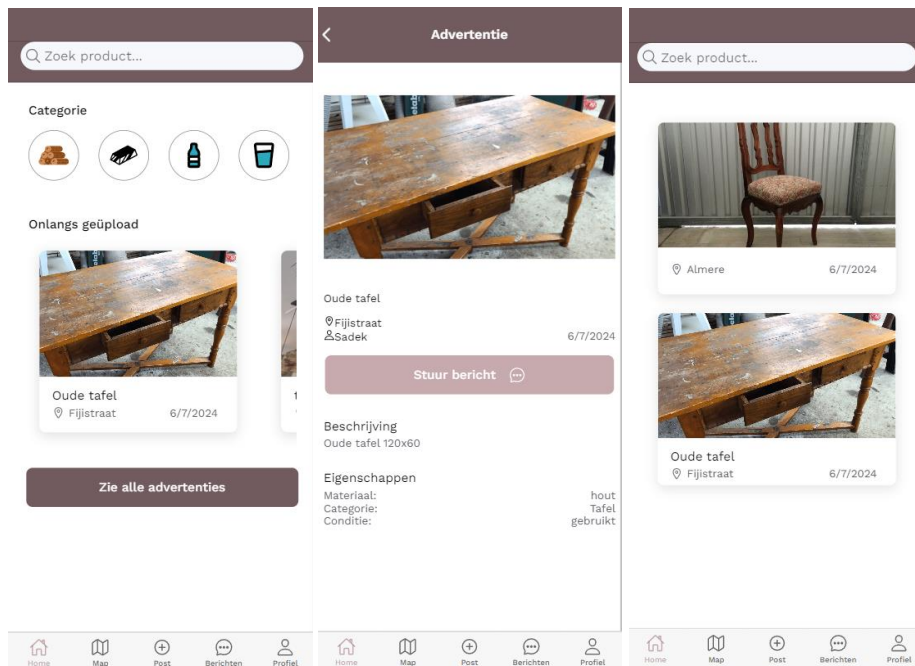 Zoek product...
Categorie
Onlangs geüpload
Oude tafel
Fijistraat 6/7/2024
Zie alle advertenties
Home Map Post Berichten Profiel
Advertentie
Oude tafel
Fijistraat
Sadek 6/7/2024
Stuur bericht
Beschrijving
Oude tafel 120x60
Eigenschappen
Materiaal: hout
Categorie: Tafel
Conditie: gebruikt
Home Map Post Berichten Profiel
Zoek product...
Almere 6/7/2024
Oude tafel
Fijistraat 6/7/2024
Home Map Post Berichten Profiel